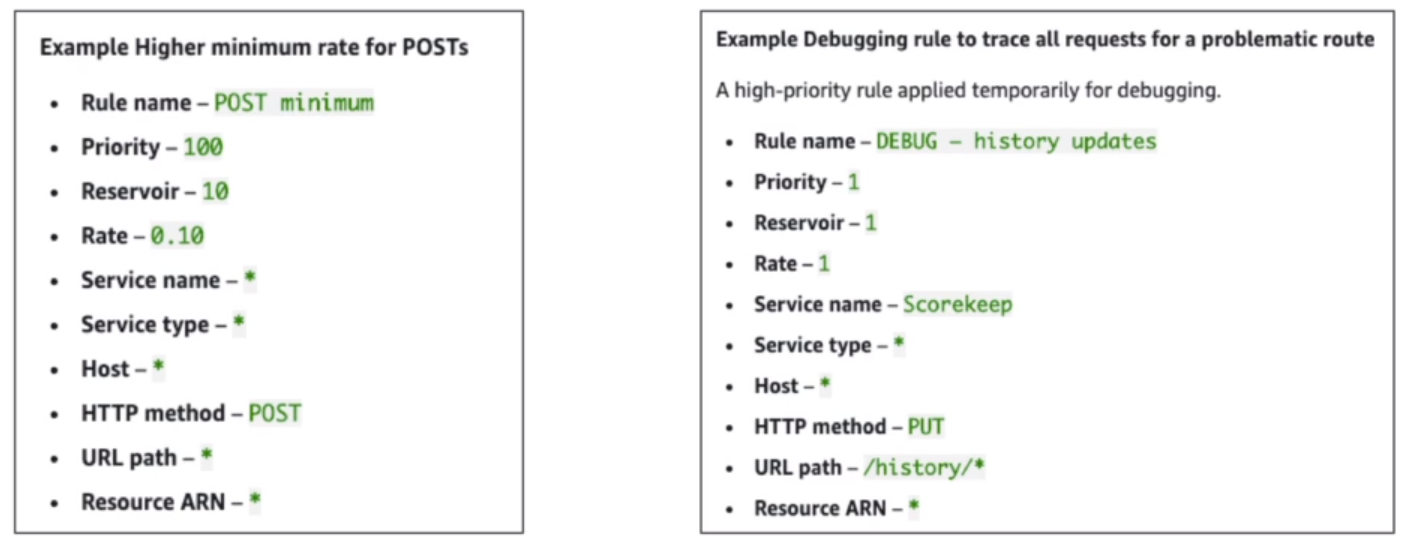 Example Higher minimum rate for POSTs
• Rule name – POST minimum
• Priority – 100
• Reservoir – 10
• Rate – 0.10
• Service name – *
• Service type – *
• Host – *
• HTTP method – POST
• URL path – *
• Resource ARN – *
Example Debugging rule to trace all requests for a problematic route
A high-priority rule applied temporarily for debugging.
• Rule name – DEBUG – history updates
• Priority – 1
• Reservoir – 1
• Rate – 1
• Service name – Scorekeep
• Service type – *
• Host – *
• HTTP method – PUT
• URL path – /history/*
• Resource ARN – *